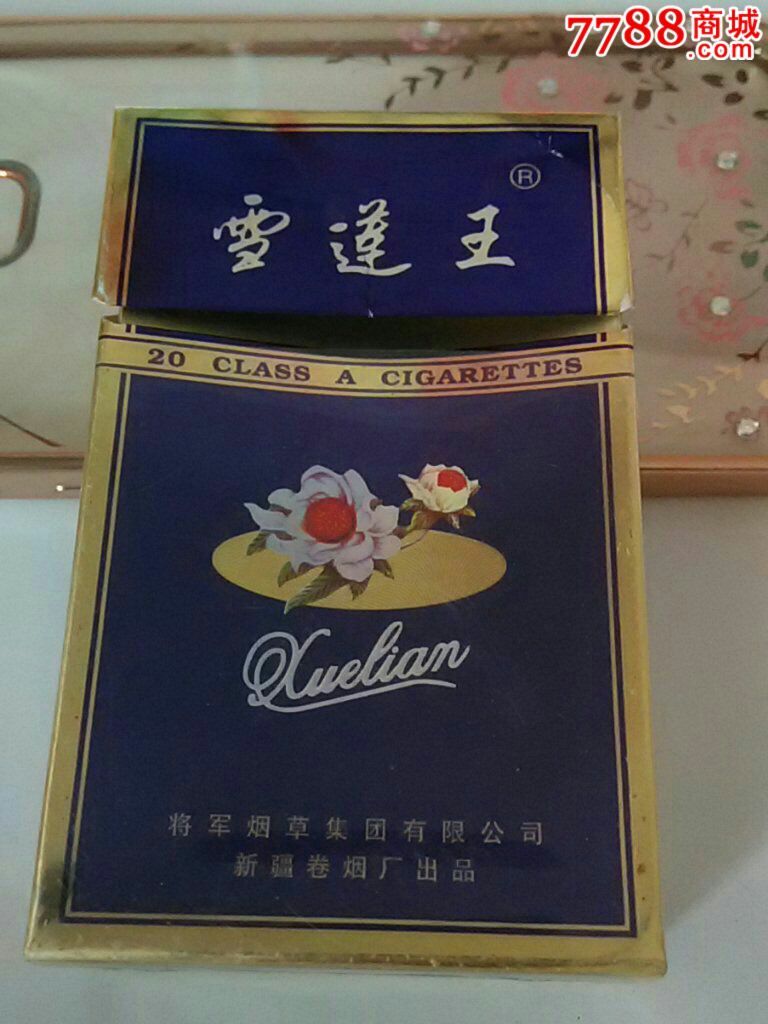 7788商城
.com
®
雪莲王
20 CLASS A CIGARETTES
Xuelian
将军烟草集团有限公司
新疆卷烟厂出品